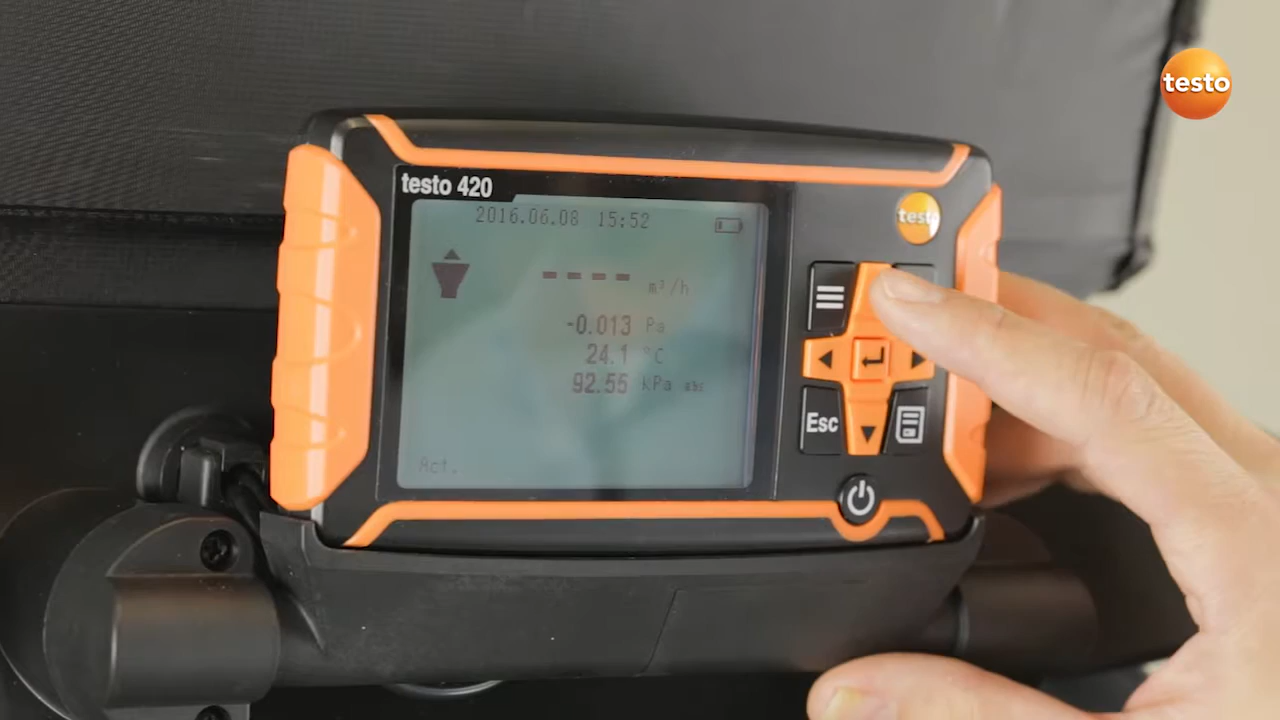 testo
testo 420
2016.06.08 15:52
testo
---- m³/h
-0.013 Pa
24.1 °C
92.55 kPa abs
Esc
Act.